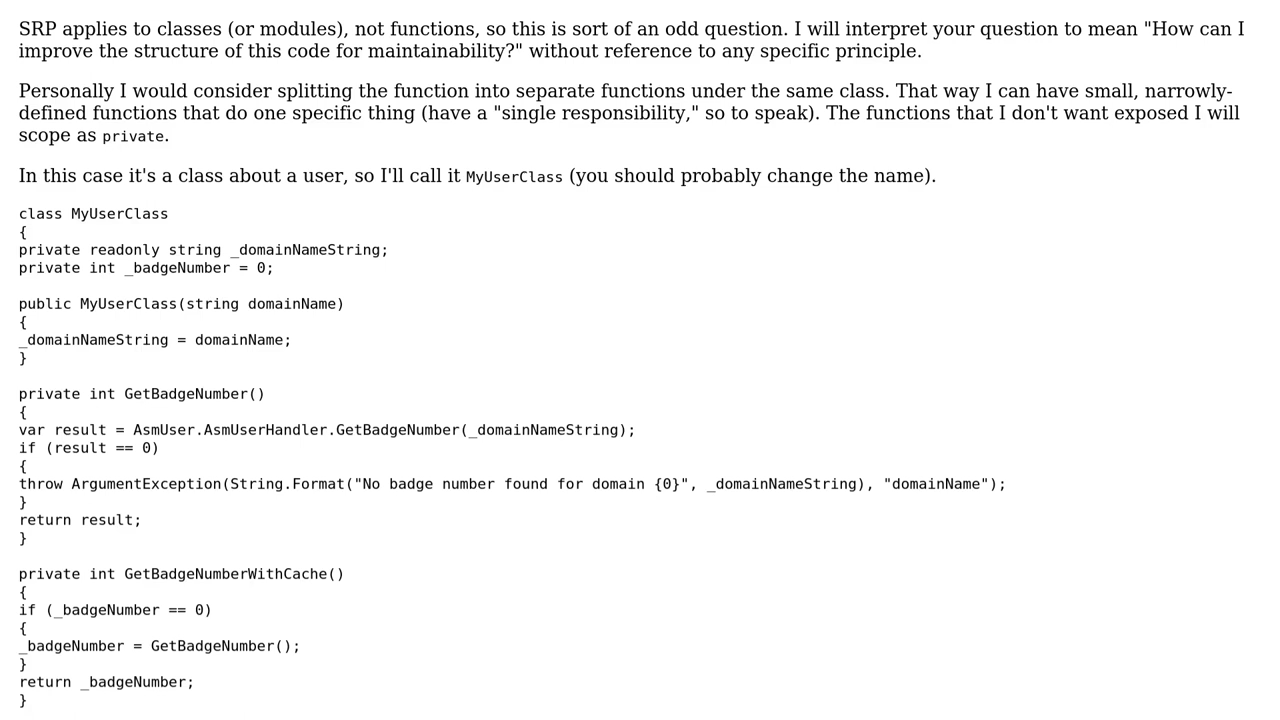 SRP applies to classes (or modules), not functions, so this is sort of an odd question. I will interpret your question to mean "How can I
improve the structure of this code for maintainability?" without reference to any specific principle.
Personally I would consider splitting the function into separate functions under the same class. That way I can have small, narrowly-
defined functions that do one specific thing (have a "single responsibility," so to speak). The functions that I don't want exposed I will
scope as private.
In this case it's a class about a user, so I'll call it MyUserClass (you should probably change the name).
class MyUserClass
{
private readonly string _domainNameString;
private int _badgeNumber = 0;
public MyUserClass(string domainName)
{
_domainNameString = domainName;
}
private int GetBadgeNumber()
{
var result = AsmUser.AsmUserHandler.GetBadgeNumber(_domainNameString);
if (result == 0)
{
throw ArgumentException(String.Format("No badge number found for domain {0}", _domainNameString), "domainName");
}
return result;
}
private int GetBadgeNumberWithCache()
{
if (_badgeNumber == 0)
{
_badgeNumber = GetBadgeNumber();
}
return _badgeNumber;
}